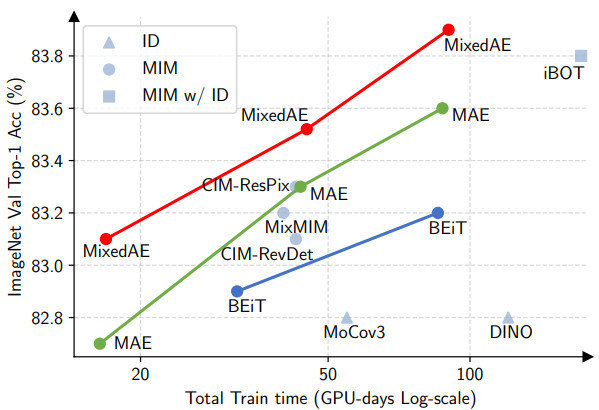 ID
MIM
MIM w/ ID
MixedAE
iBOT
MixedAE
MAE
CIM-ResPix
MAE
MixMIM
BEiT
MixedAE
CIM-RevDet
BEiT
MoCov3
DINO
MAE
83.8
83.6
83.4
83.2
83.0
82.8
ImageNet Val Top-1 Acc (%)
20
50
100
Total Train time (GPU-days Log-scale)